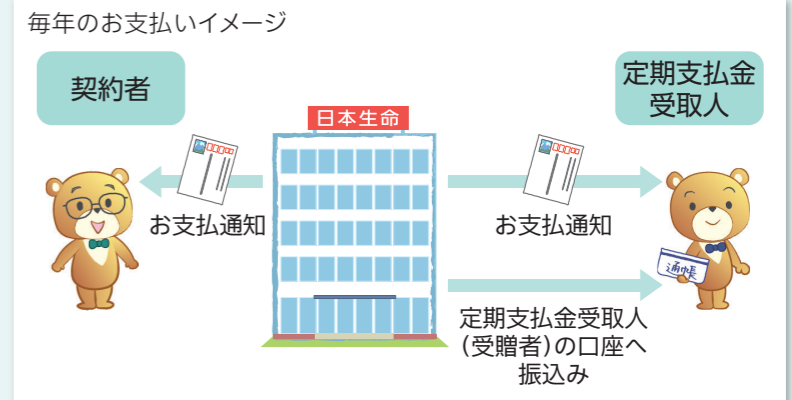 毎年のお支払いイメージ
契約者
定期支払金
受取人
日本生命
お支払通知
お支払通知
通帳
定期支払金受取人
(受贈者)の口座へ
振込み